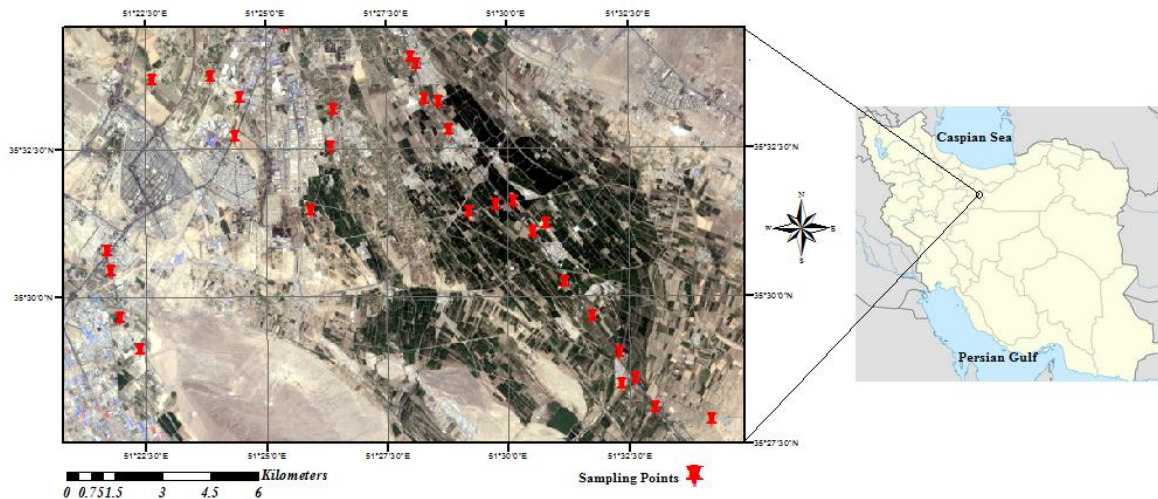 51°22'30"E 51°25'0"E 51°27'30"E 51°30'0"E 51°32'30"E
35°32'30"N 35°32'30"N
35°30'0"N 35°30'0"N
35°27'30"N
51°22'30"E 51°25'0"E 51°27'30"E 51°30'0"E 51°32'30"E
Caspian Sea
N
W E
S
Persian Gulf
Kilometers
0 0.75 1.5 3 4.5 6
Sampling Points